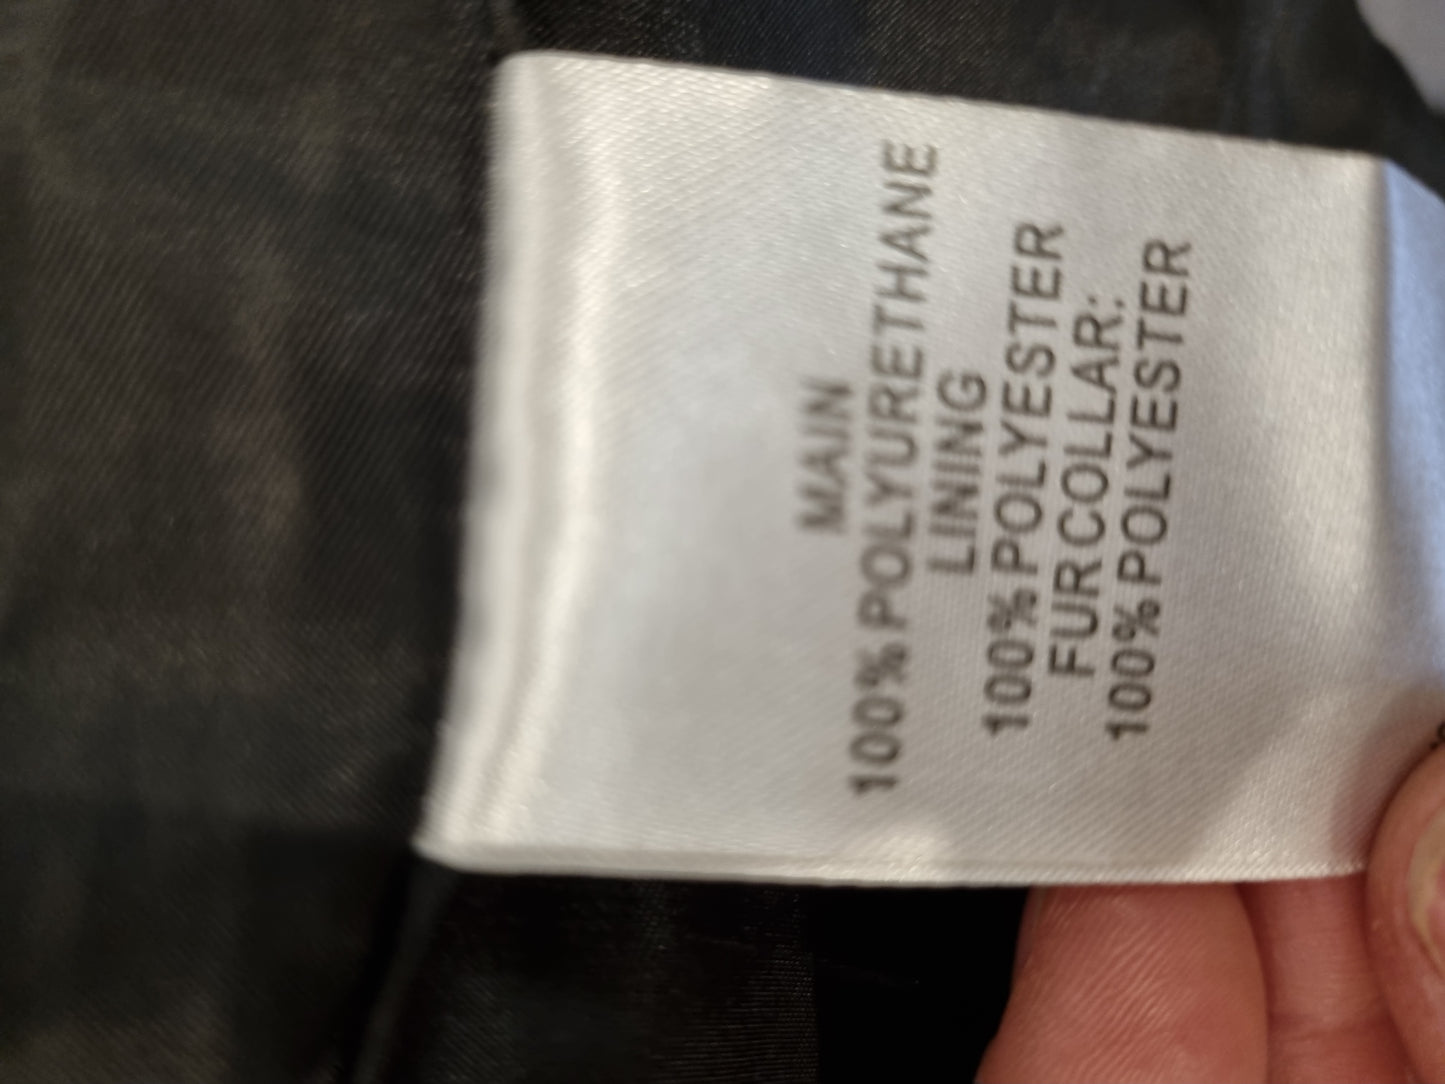 MAIN
100% POLYURETHANE
LINING
100% POLYESTER
FUR COLLAR:
100% POLYESTER